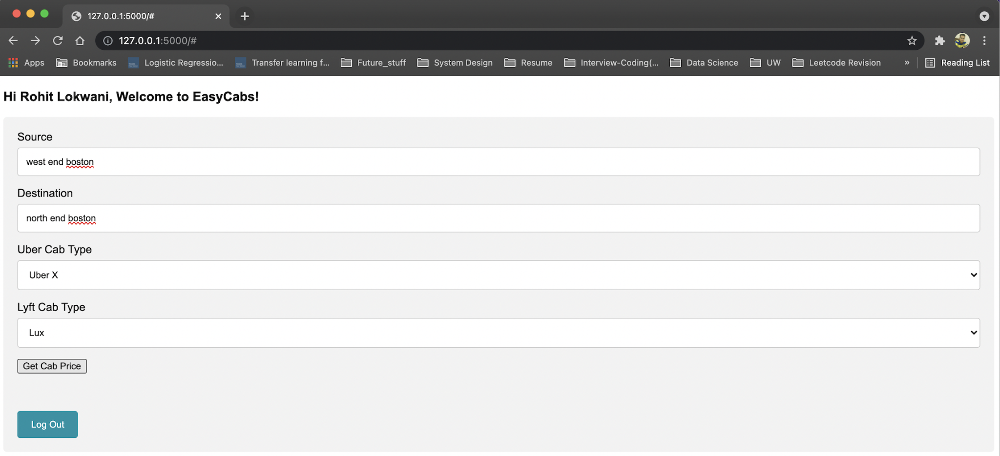 127.0.0.1:5000/#
127.0.0.1:5000/#
Apps Bookmarks Logistic Regressio... Transfer learning f... Future_stuff System Design Resume Interview-Coding(... Data Science UW Leetcode Revision » Reading List
Hi Rohit Lokwani, Welcome to EasyCabs!
Source
west end boston
Destination
north end boston
Uber Cab Type
Uber X
Lyft Cab Type
Lux
Get Cab Price
Log Out